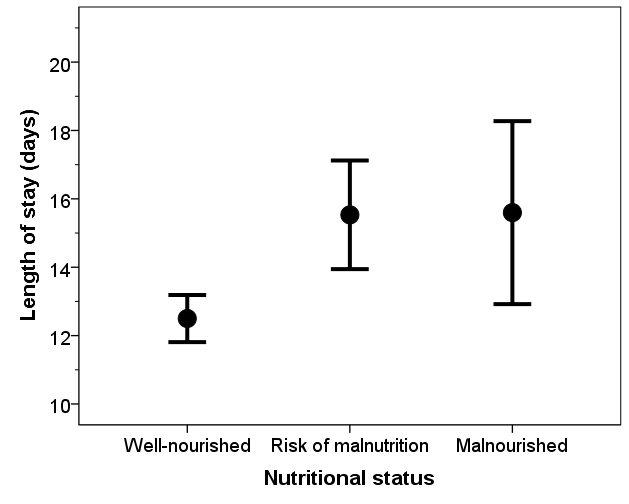 Length of stay (days)
20
18
16
14
12
10
Well-nourished Risk of malnutrition Malnourished
Nutritional status